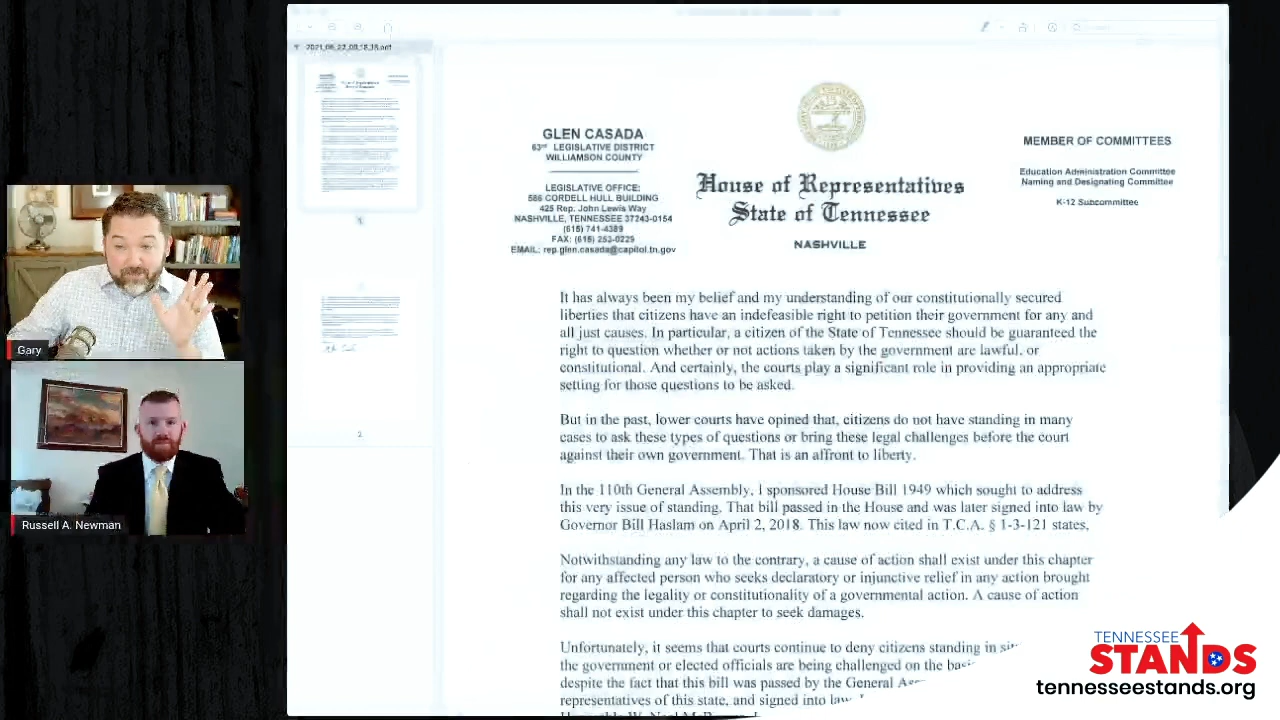 2021_06_22_09_18_18.pdf
1
2
Gary
Russell A. Newman
GLEN CASADA
63rd LEGISLATIVE DISTRICT
WILLIAMSON COUNTY
LEGISLATIVE OFFICE:
586 CORDELL HULL BUILDING
425 Rep. John Lewis Way
NASHVILLE, TENNESSEE 37243-0154
(615) 741-4389
FAX: (615) 253-0229
EMAIL: rep.glen.casada@capitol.tn.gov
House of Representatives
State of Tennessee
NASHVILLE
MEMBER OF COMMITTEES
Education Administration Committee
Naming and Designating Committee
K-12 Subcommittee
It has always been my belief and my understanding of our constitutionally secured
liberties that citizens have an indefeasible right to petition their government for any and
all just causes. In particular, a citizen of the State of Tennessee should be guaranteed the
right to question whether or not actions taken by the government are lawful, or
constitutional. And certainly, the courts play a significant role in providing an appropriate
setting for those questions to be asked.
But in the past, lower courts have opined that, citizens do not have standing in many
cases to ask these types of questions or bring these legal challenges before the court
against their own government. That is an affront to liberty.
In the 110th General Assembly, I sponsored House Bill 1949 which sought to address
this very issue of standing. That bill passed in the House and was later signed into law by
Governor Bill Haslam on April 2, 2018. This law now cited in T.C.A. § 1-3-121 states,
Notwithstanding any law to the contrary, a cause of action shall exist under this chapter
for any affected person who seeks declaratory or injunctive relief in any action brought
regarding the legality or constitutionality of a governmental action. A cause of action
shall not exist under this chapter to seek damages.
Unfortunately, it seems that courts continue to deny citizens standing in
the government or elected officials are being challenged on the
despite the fact that this bill was passed by the General
representatives of this state, and signed into law.
TENNESSEE
STANDS
tennesseestands.org